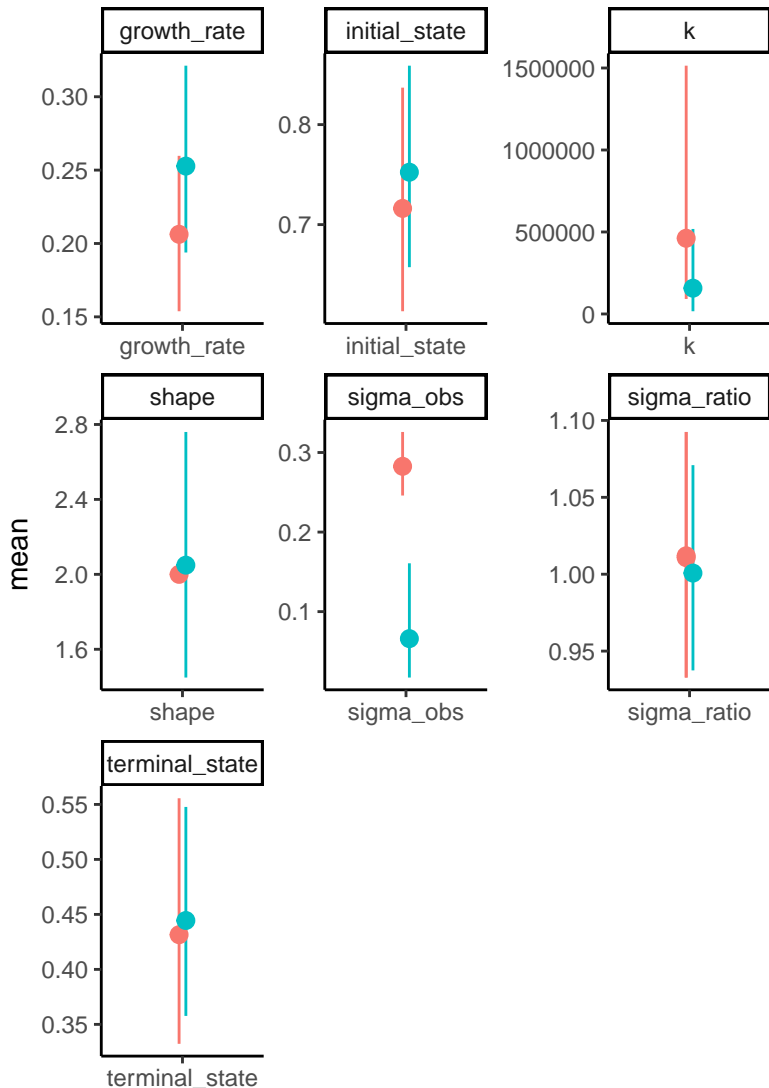 growth_rate
initial_state
k
0.30
0.25
0.20
0.15
0.8
0.7
1500000
1000000
500000
0
growth_rate
initial_state
k
shape
sigma_obs
sigma_ratio
mean
2.8
2.4
2.0
1.6
0.3
0.2
0.1
1.10
1.05
1.00
0.95
shape
sigma_obs
sigma_ratio
terminal_state
0.55
0.50
0.45
0.40
0.35
terminal_state